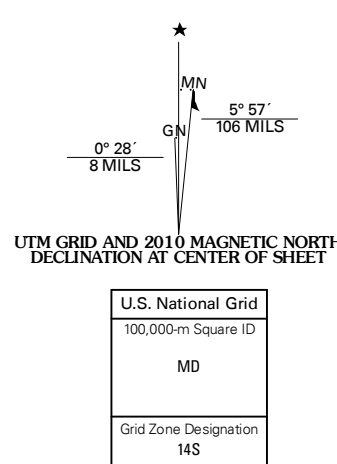 ★
MN
GN
5° 57´
106 MILS
0° 28´
8 MILS
UTM GRID AND 2010 MAGNETIC NORTH
DECLINATION AT CENTER OF SHEET
U.S. National Grid
100,000-m Square ID
MD
Grid Zone Designation
14S